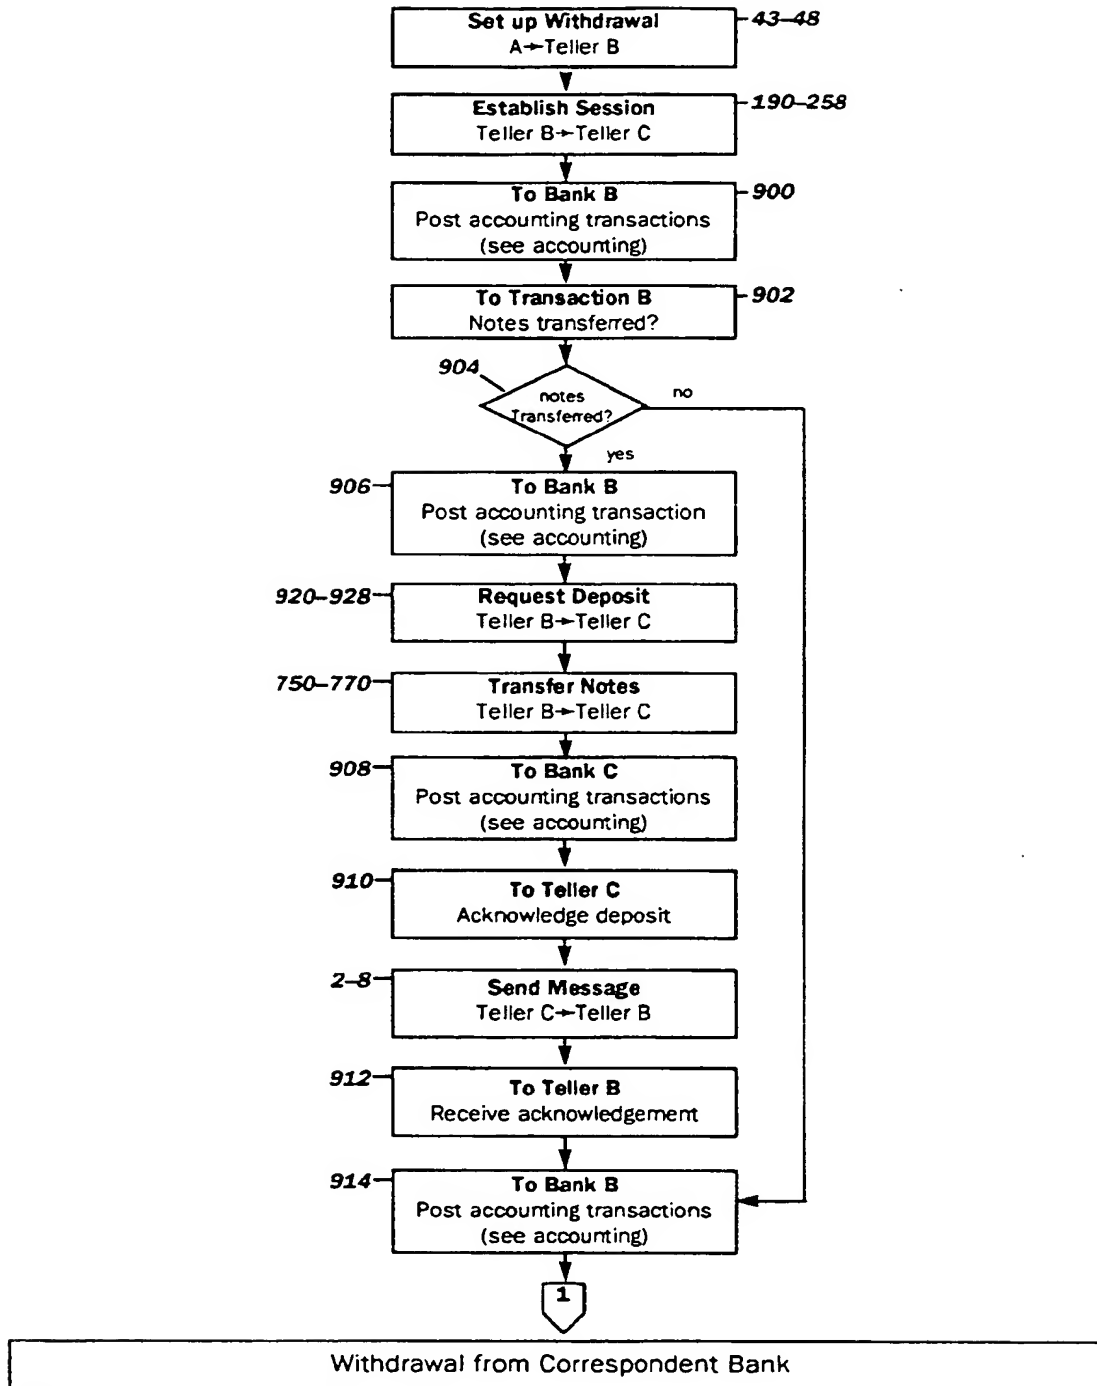 Set up Withdrawal
A→Teller B
43–48
Establish Session
Teller B→Teller C
190–258
To Bank B
Post accounting transactions
(see accounting)
900
To Transaction B
Notes transferred?
902
904
notes
Transferred?
no
yes
906
To Bank B
Post accounting transaction
(see accounting)
920–928
Request Deposit
Teller B→Teller C
750–770
Transfer Notes
Teller B→Teller C
908
To Bank C
Post accounting transactions
(see accounting)
910
To Teller C
Acknowledge deposit
2–8
Send Message
Teller C→Teller B
912
To Teller B
Receive acknowledgement
914
To Bank B
Post accounting transactions
(see accounting)
1
Withdrawal from Correspondent Bank